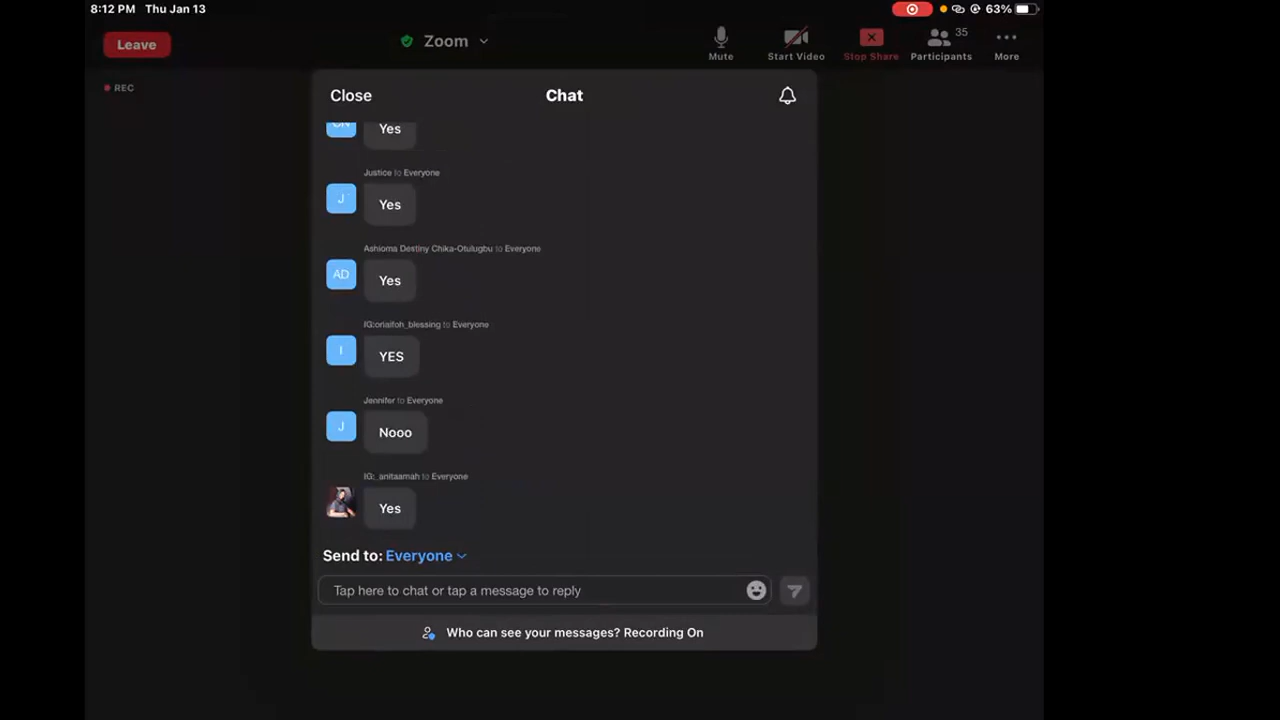 8:12 PM Thu Jan 13
63%
Leave
Zoom
Mute
Start Video
Stop Share
Participants
35
More
REC
Close
Chat
Yes
Justice to Everyone
J
Yes
Ashioma Destiny Chika-Otulugbu to Everyone
AD
Yes
IG:oriaifoh_blessing to Everyone
I
YES
Jennifer to Everyone
J
Nooo
IG:_anitaamah to Everyone
Yes
Send to: Everyone
Tap here to chat or tap a message to reply
Who can see your messages? Recording On